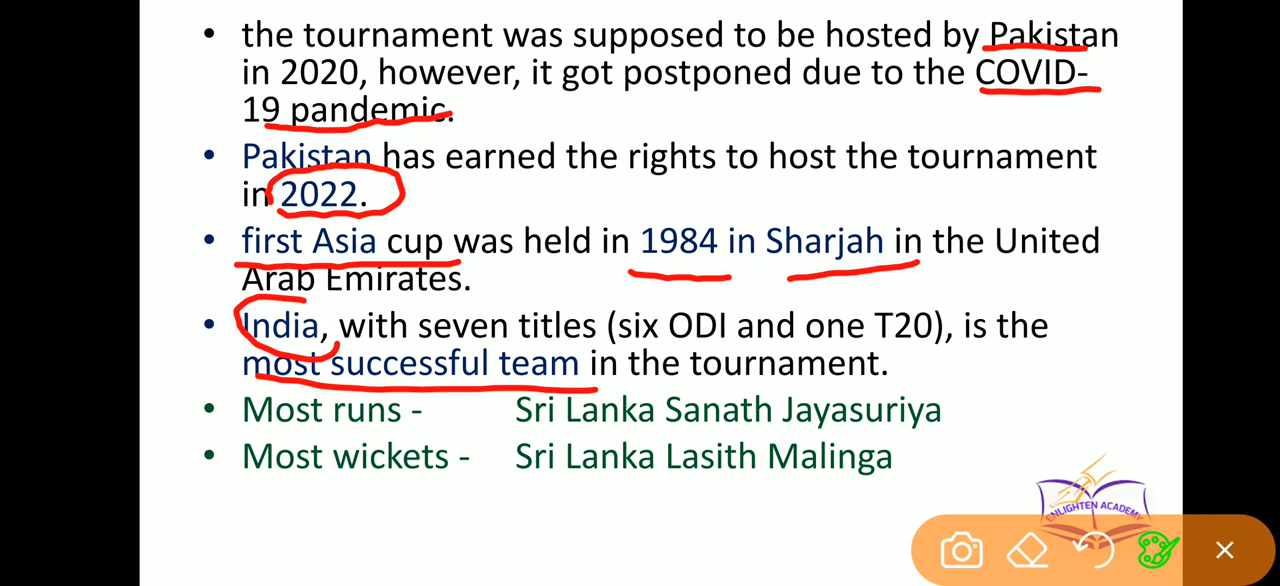 • the tournament was supposed to be hosted by Pakistan
in 2020, however, it got postponed due to the COVID-
19 pandemic.
• Pakistan has earned the rights to host the tournament
in 2022.
• first Asia cup was held in 1984 in Sharjah in the United
Arab Emirates.
• India, with seven titles (six ODI and one T20), is the
most successful team in the tournament.
• Most runs - Sri Lanka Sanath Jayasuriya
• Most wickets - Sri Lanka Lasith Malinga
ENLIGHTEN ACADEMY